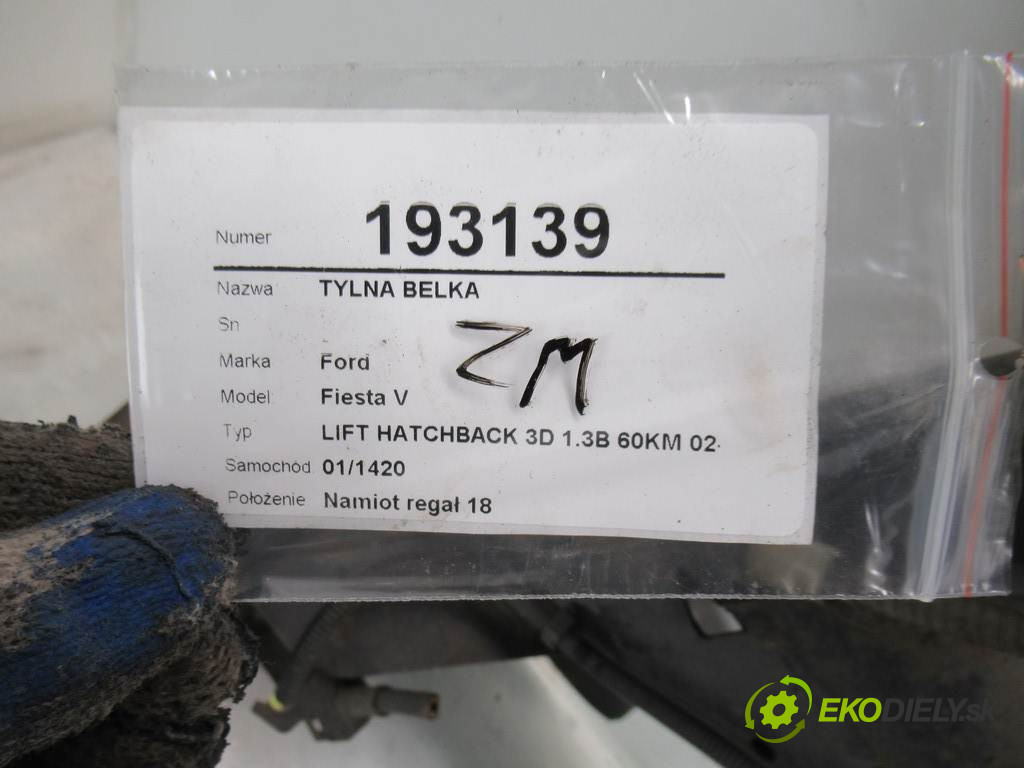 Numer 193139
Nazwa TYLNA BELKA
Sn
ZM
Marka Ford
Model Fiesta V
Typ LIFT HATCHBACK 3D 1.3B 60KM 02-
Samochód 01/1420
Położenie Namiot regał 18
EKODIELY.sk